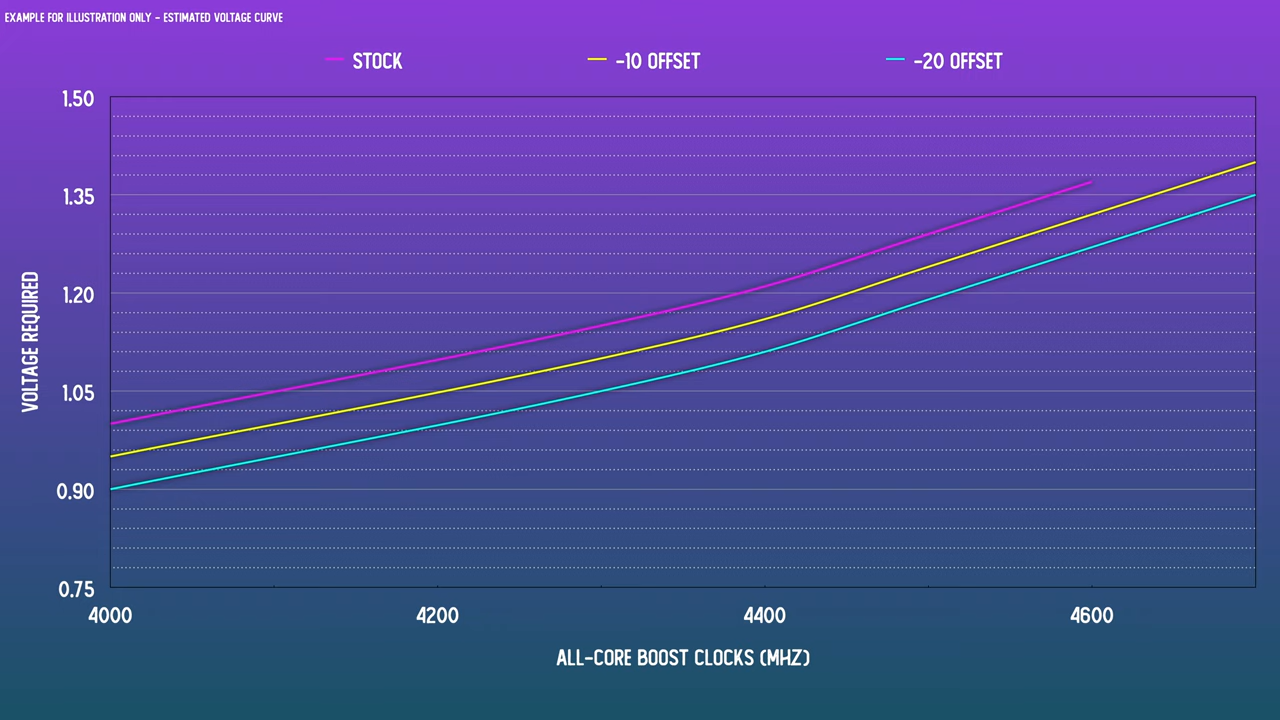 EXAMPLE FOR ILLUSTRATION ONLY - ESTIMATED VOLTAGE CURVE
STOCK -10 OFFSET -20 OFFSET
1.50
1.35
1.20
1.05
0.90
0.75
VOLTAGE REQUIRED
4000 4200 4400 4600
ALL-CORE BOOST CLOCKS (MHZ)